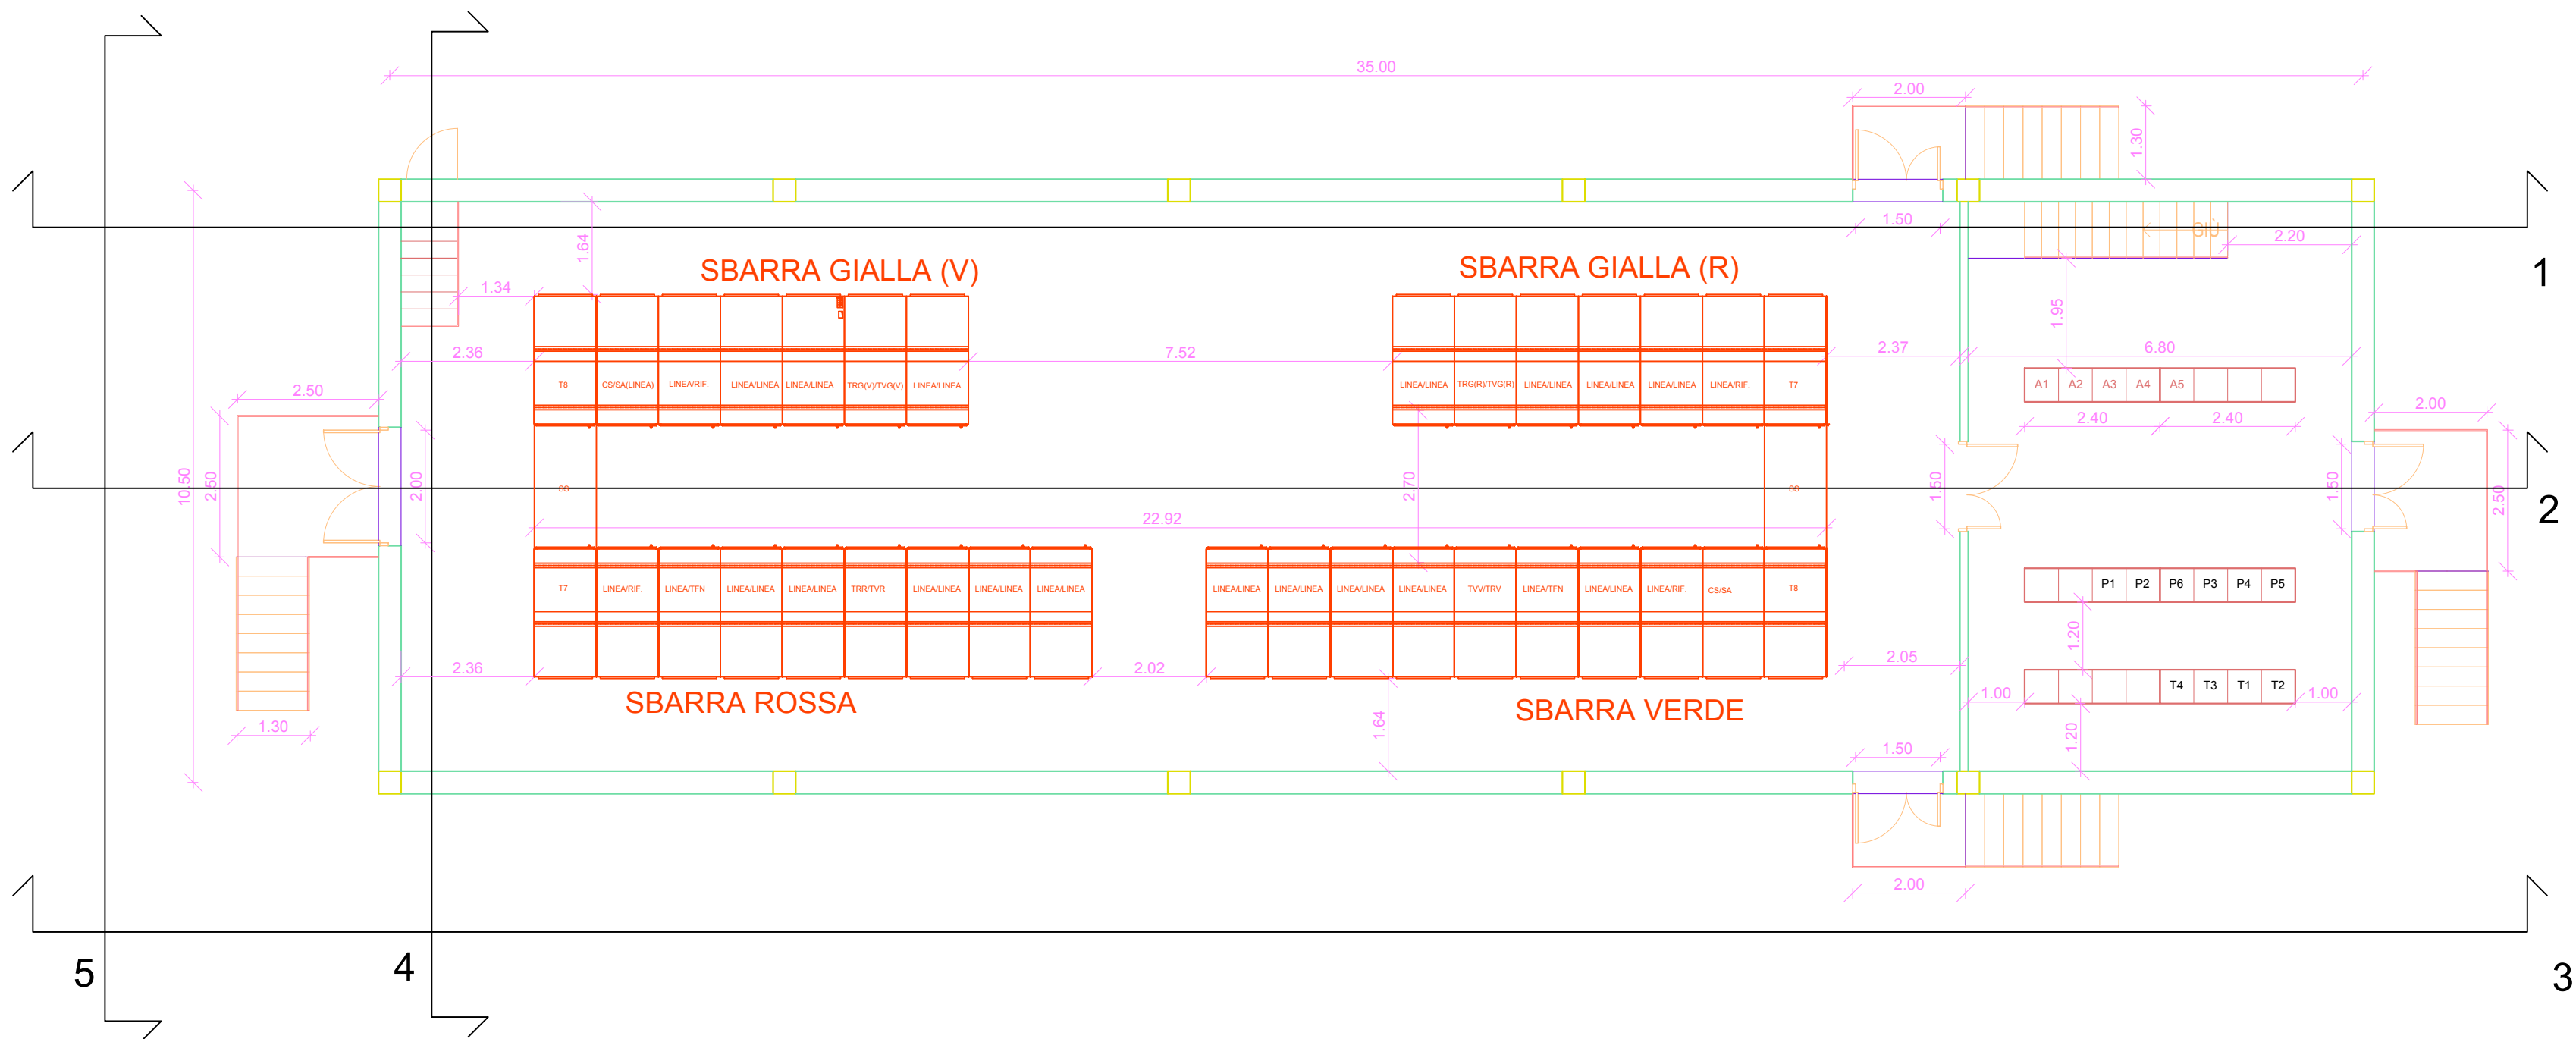 35.00
2.00
1.30
1.50
GIÙ
2.20
1
1.64
SBARRA GIALLA (V)
SBARRA GIALLA (R)
1.34
1.95
2.36
7.52
2.37
6.80
T8
CS/SA(LINEA)
LINEA/RIF.
LINEA/LINEA
LINEA/LINEA
TRG(V)/TVG(V)
LINEA/LINEA
LINEA/LINEA
TRG(R)/TVG(R)
LINEA/LINEA
LINEA/LINEA
LINEA/LINEA
LINEA/RIF.
T7
A1 A2 A3 A4 A5
2.50
2.40
2.40
2.00
10.50
2.50
2.00
2.70
1.50
1.50
2.50
2
22.92
T7
LINEA/RIF.
LINEA/TFN
LINEA/LINEA
LINEA/LINEA
TRR/TVR
LINEA/LINEA
LINEA/LINEA
LINEA/LINEA
LINEA/LINEA
LINEA/LINEA
LINEA/LINEA
LINEA/LINEA
TVV/TRV
LINEA/TFN
LINEA/LINEA
LINEA/RIF.
CS/SA
T8
P1 P2 P6 P3 P4 P5
1.20
2.36
2.02
2.05
T4 T3 T1 T2
1.00
1.00
SBARRA ROSSA
SBARRA VERDE
1.30
1.64
1.20
1.50
2.00
5
4
3